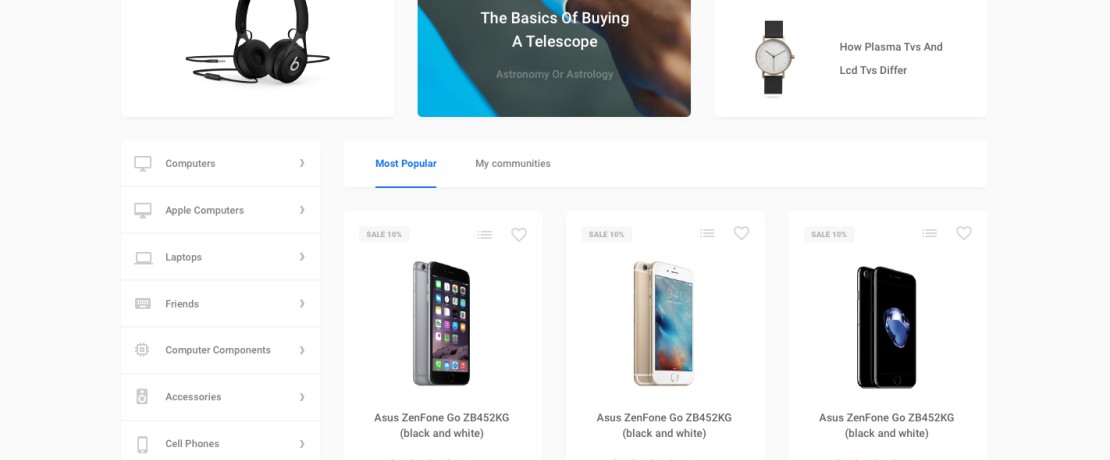 The Basics Of Buying
A Telescope
Astronomy Or Astrology
How Plasma Tvs And
Lcd Tvs Differ
Computers
Apple Computers
Laptops
Friends
Computer Components
Accessories
Cell Phones
Most Popular
My communities
SALE 10%
Asus ZenFone Go ZB452KG
(black and white)
SALE 10%
Asus ZenFone Go ZB452KG
(black and white)
SALE 10%
Asus ZenFone Go ZB452KG
(black and white)